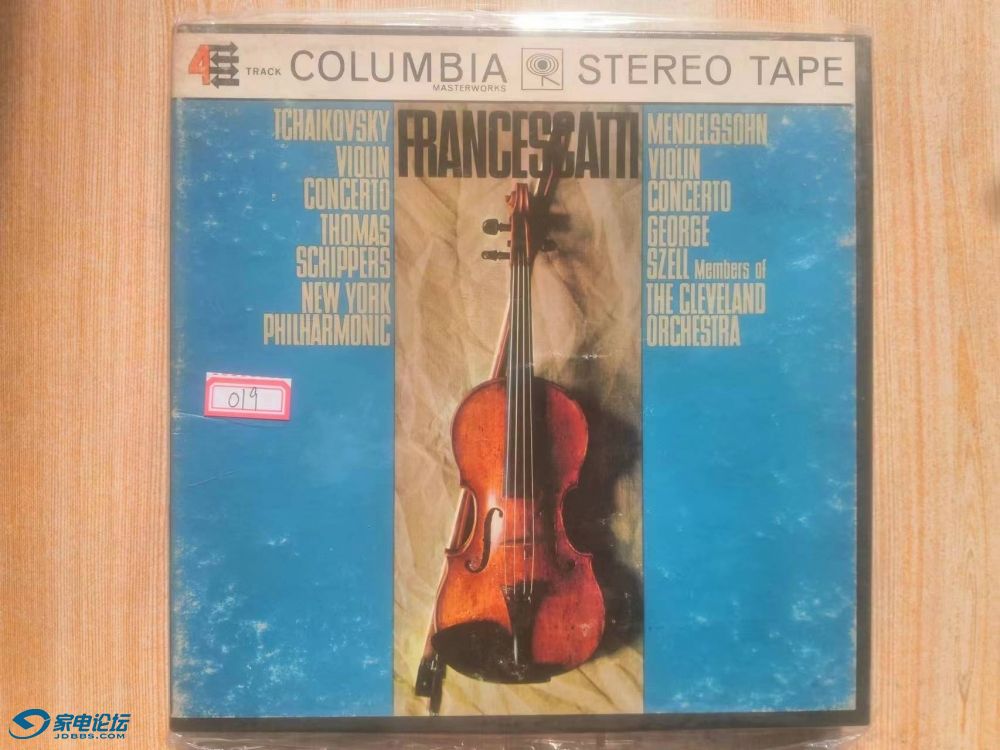 4 TRACK COLUMBIA STEREO TAPE
MASTERWORKS
TCHAIKOVSKY
VIOLIN
CONCERTO
THOMAS
SCHIPPERS
NEW YORK
PHILHARMONIC
FRANCESCATTI
MENDELSSOHN
VIOLIN
CONCERTO
GEORGE
SZELL Members of
THE CLEVELAND
ORCHESTRA
019
家电论坛
JDBBS.COM